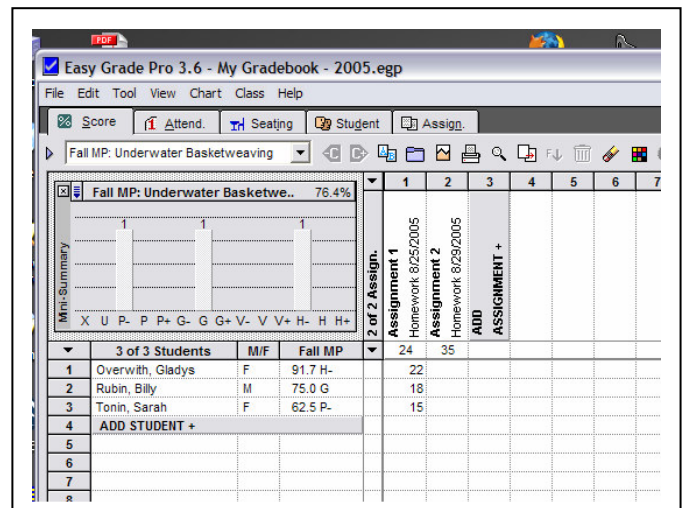 PDF
Easy Grade Pro 3.6 - My Gradebook - 2005.egp
File Edit Tool View Chart Class Help
Score Attend. Seating Student Assign.
Fall MP: Underwater Basketweaving
Fall MP: Underwater Basketwe.. 76.4%
1 2 3 4 5 6 7
1 1 1
Mini-Summary
X U P- P P+ G- G G+ V- V V+ H- H H+
2 of 2 Assign.
Assignment 1
Homework 8/25/2005
Assignment 2
Homework 8/29/2005
ADD
ASSIGNMENT +
3 of 3 Students M/F Fall MP 24 35
1 Overwith, Gladys F 91.7 H- 22
2 Rubin, Billy M 75.0 G 18
3 Tonin, Sarah F 62.5 P- 15
4 ADD STUDENT +
5
6
7
8